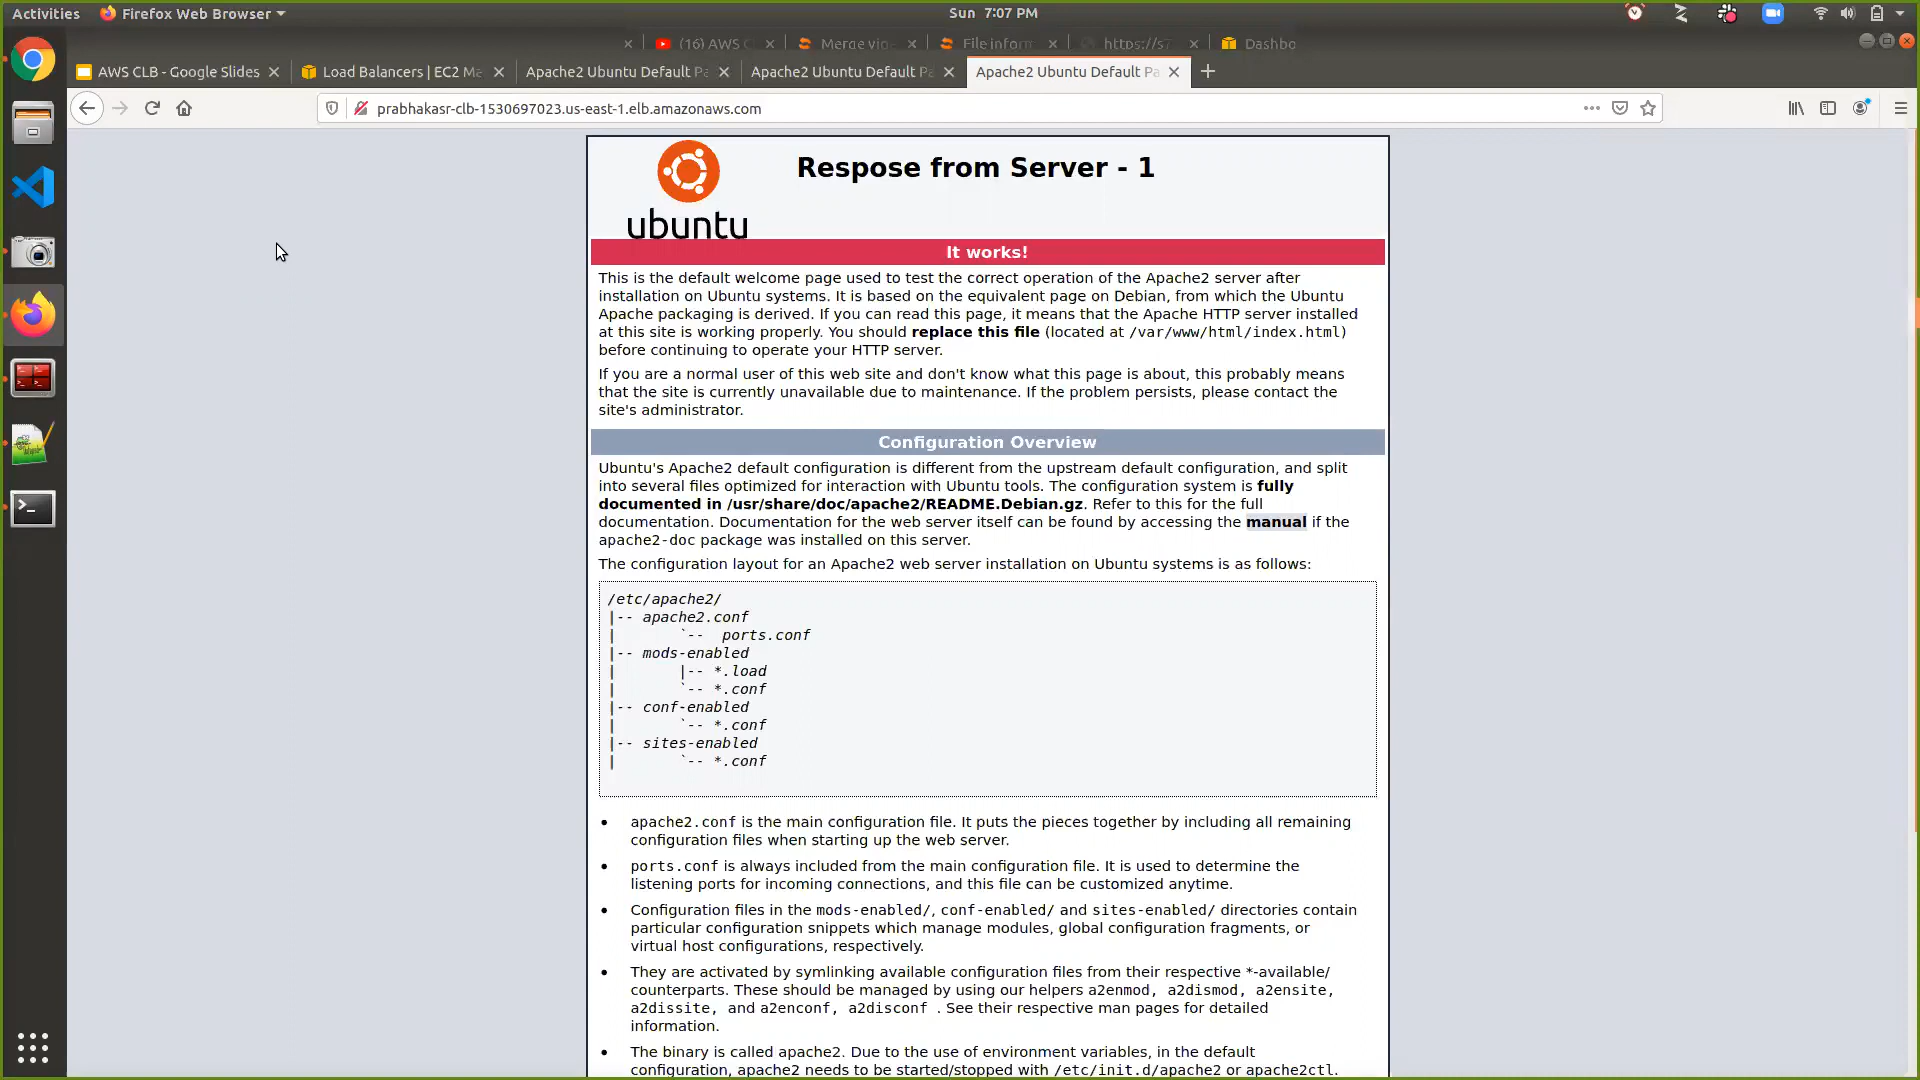 Activities Firefox Web Browser Sun 7:07 PM
(16) AWS C Merge vid File inform https://s7 Dashbo
AWS CLB - Google Slides Load Balancers | EC2 Ma Apache2 Ubuntu Default Pa Apache2 Ubuntu Default Pa Apache2 Ubuntu Default Pa
prabhakasr-clb-1530697023.us-east-1.elb.amazonaws.com
Respose from Server - 1
ubuntu
It works!
This is the default welcome page used to test the correct operation of the Apache2 server after
installation on Ubuntu systems. It is based on the equivalent page on Debian, from which the Ubuntu
Apache packaging is derived. If you can read this page, it means that the Apache HTTP server installed
at this site is working properly. You should replace this file (located at /var/www/html/index.html)
before continuing to operate your HTTP server.
If you are a normal user of this web site and don't know what this page is about, this probably means
that the site is currently unavailable due to maintenance. If the problem persists, please contact the
site's administrator.
Configuration Overview
Ubuntu's Apache2 default configuration is different from the upstream default configuration, and split
into several files optimized for interaction with Ubuntu tools. The configuration system is fully
documented in /usr/share/doc/apache2/README.Debian.gz. Refer to this for the full
documentation. Documentation for the web server itself can be found by accessing the manual if the
apache2-doc package was installed on this server.
The configuration layout for an Apache2 web server installation on Ubuntu systems is as follows:
/etc/apache2/
|-- apache2.conf
|       `--  ports.conf
|-- mods-enabled
|       |-- *.load
|       `-- *.conf
|-- conf-enabled
|       `-- *.conf
|-- sites-enabled
|       `-- *.conf
• apache2.conf is the main configuration file. It puts the pieces together by including all remaining
configuration files when starting up the web server.
• ports.conf is always included from the main configuration file. It is used to determine the
listening ports for incoming connections, and this file can be customized anytime.
• Configuration files in the mods-enabled/, conf-enabled/ and sites-enabled/ directories contain
particular configuration snippets which manage modules, global configuration fragments, or
virtual host configurations, respectively.
• They are activated by symlinking available configuration files from their respective *-available/
counterparts. These should be managed by using our helpers a2enmod, a2dismod, a2ensite,
a2dissite, and a2enconf, a2disconf . See their respective man pages for detailed
information.
• The binary is called apache2. Due to the use of environment variables, in the default
configuration, apache2 needs to be started/stopped with /etc/init.d/apache2 or apache2ctl.